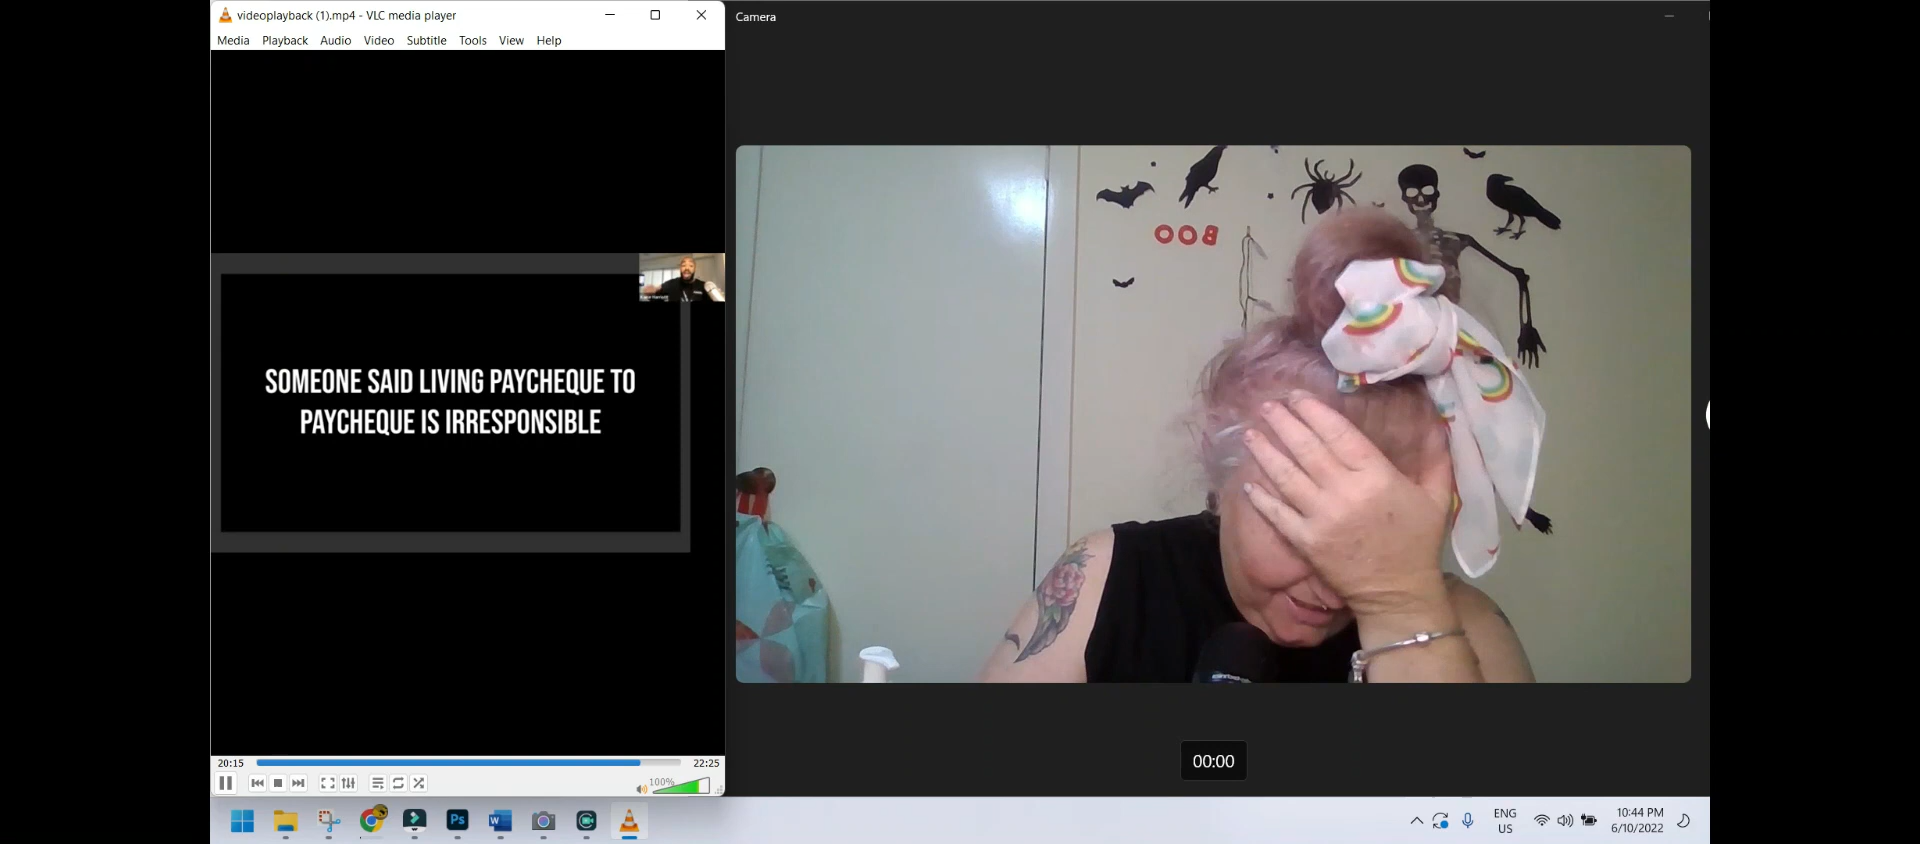 videoplayback (1).mp4 - VLC media player
Camera
Media Playback Audio Video Subtitle Tools View Help
BOO
SOMEONE SAID LIVING PAYCHEQUE TO
PAYCHEQUE IS IRRESPONSIBLE
20:15
22:25
100%
00:00
Ps
W
ENG
US
10:44 PM
6/10/2022